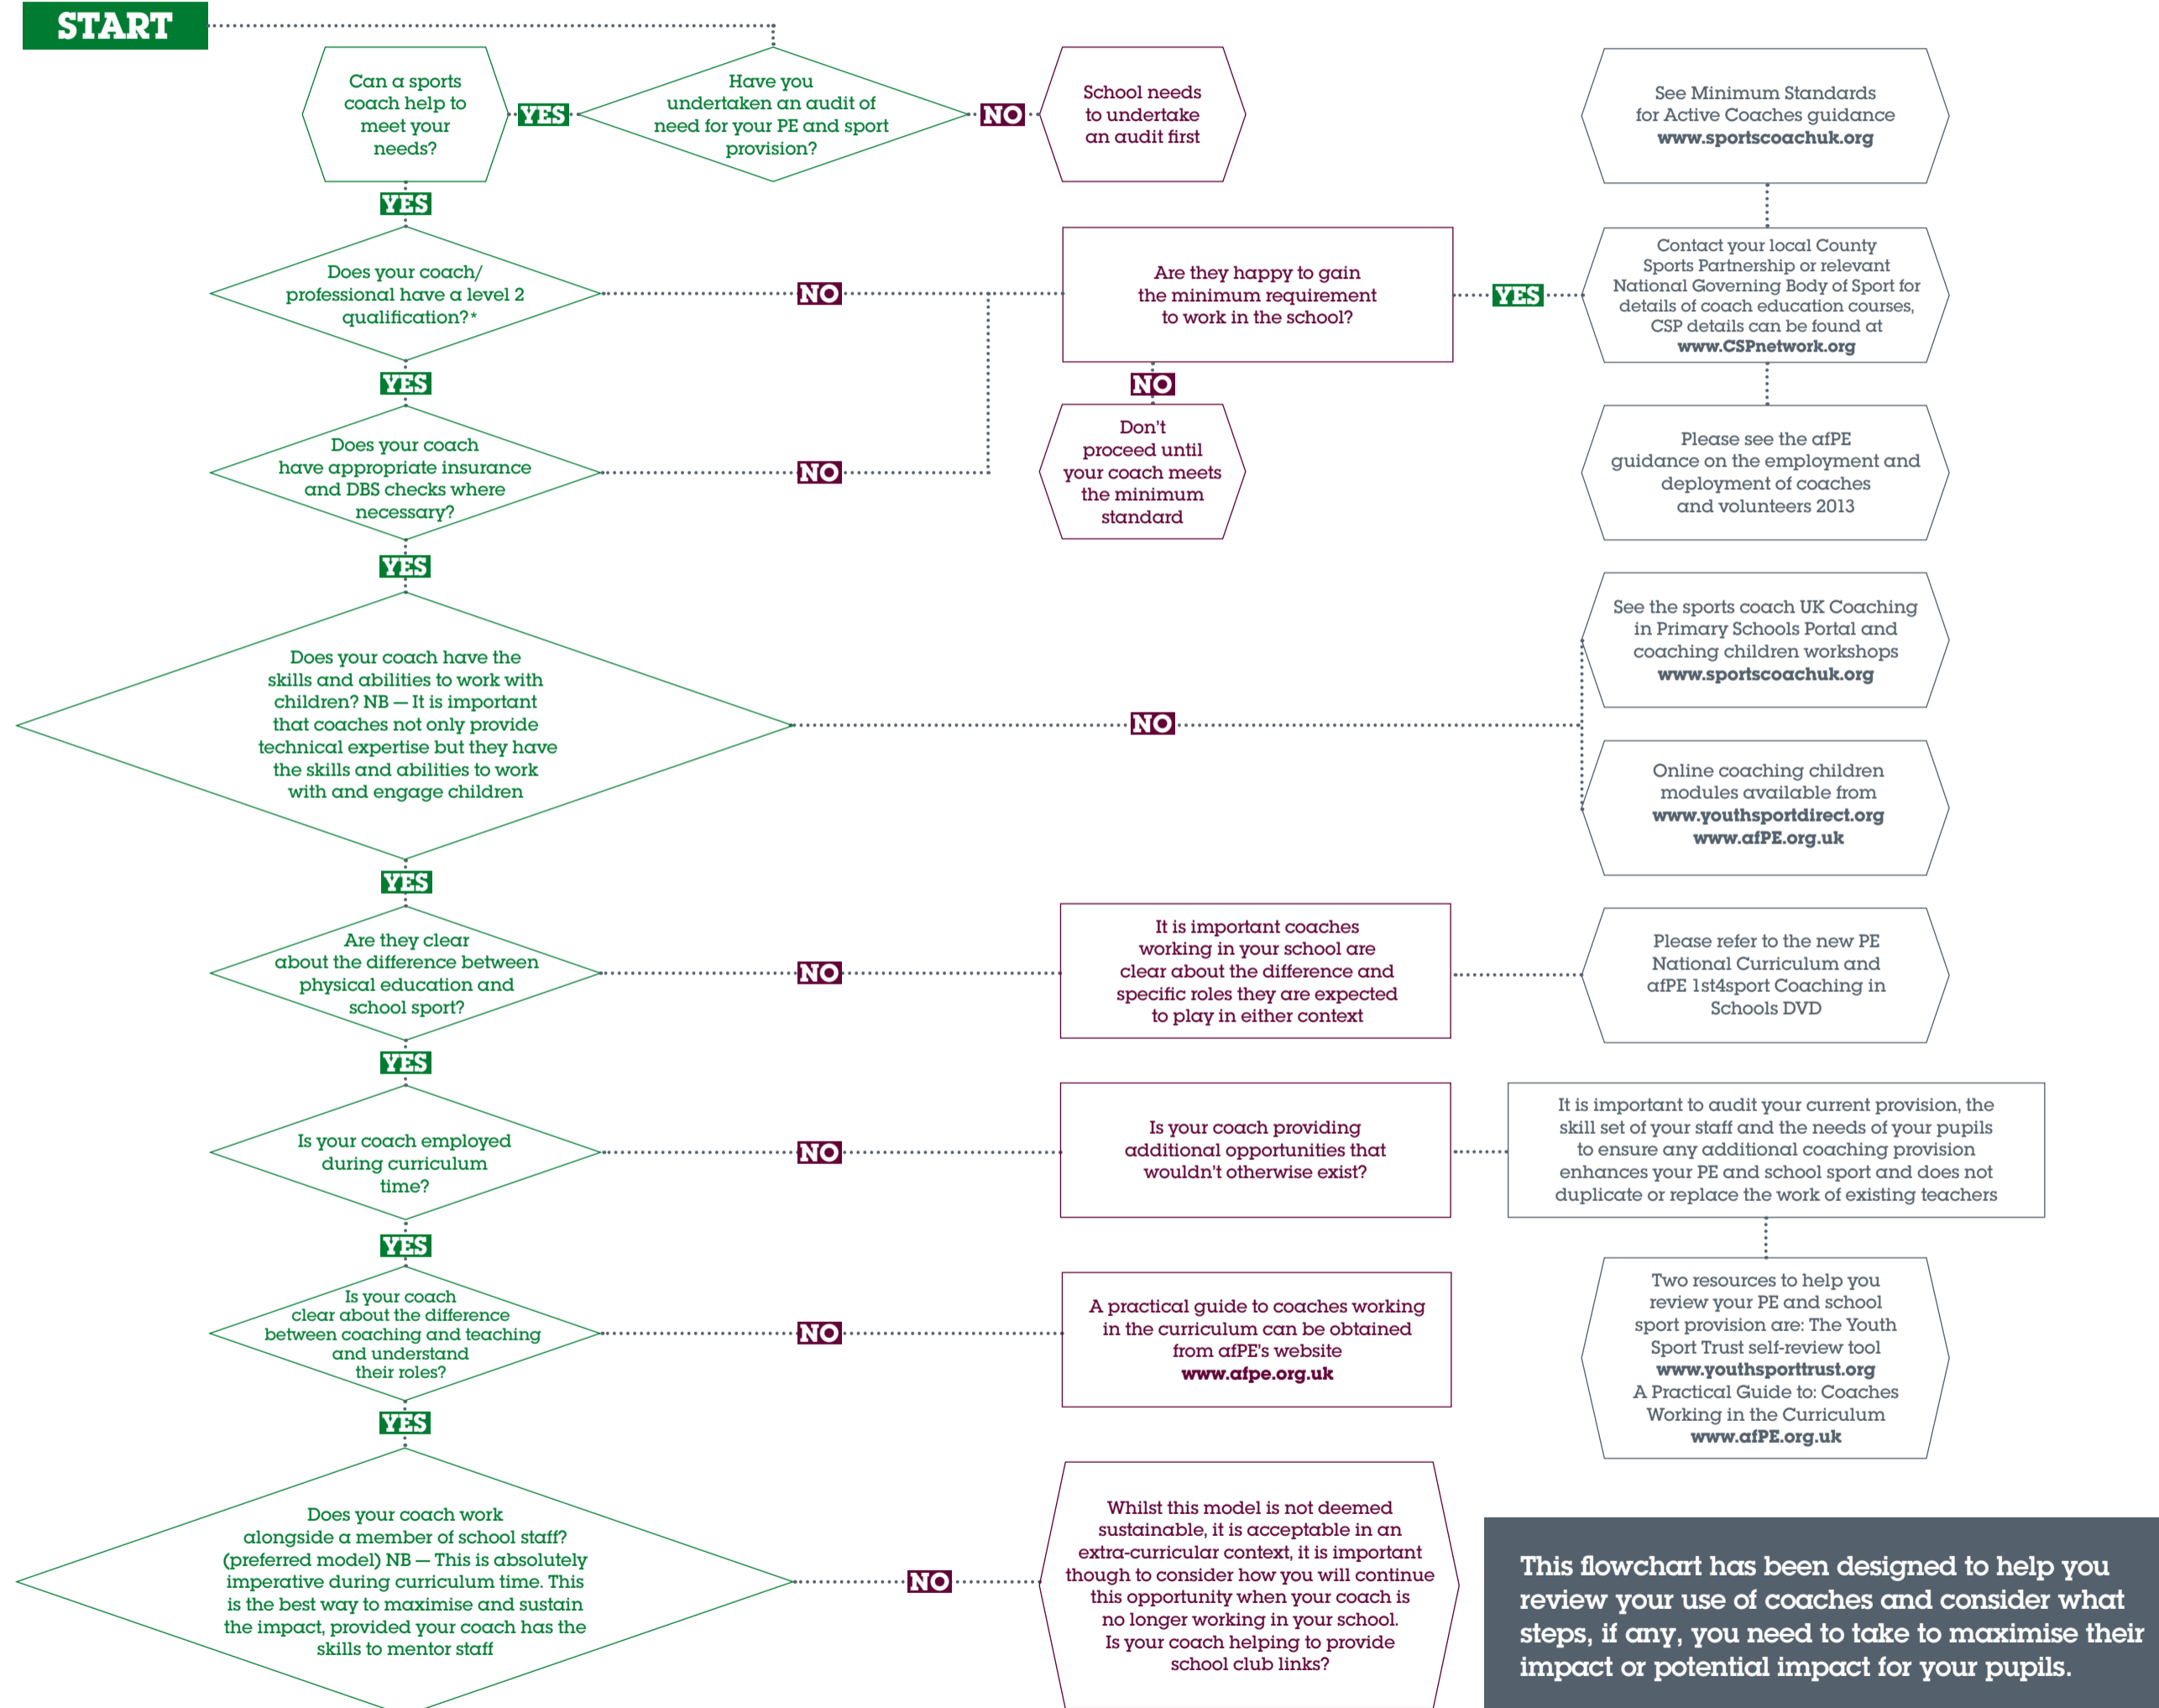 START
Can a sports
coach help to
meet your
needs?
YES
Have you
undertaken an audit of
need for your PE and sport
provision?
NO
School needs
to undertake
an audit first
See Minimum Standards
for Active Coaches guidance
www.sportscoachuk.org
YES
Does your coach/
professional have a level 2
qualification?*
NO
Are they happy to gain
the minimum requirement
to work in the school?
YES
Contact your local County
Sports Partnership or relevant
National Governing Body of Sport for
details of coach education courses,
CSP details can be found at
www.CSPnetwork.org
YES
NO
Does your coach
have appropriate insurance
and DBS checks where
necessary?
NO
Don't
proceed until
your coach meets
the minimum
standard
Please see the afPE
guidance on the employment and
deployment of coaches
and volunteers 2013
YES
Does your coach have the
skills and abilities to work with
children? NB — It is important
that coaches not only provide
technical expertise but they have
the skills and abilities to work
with and engage children
NO
See the sports coach UK Coaching
in Primary Schools Portal and
coaching children workshops
www.sportscoachuk.org
Online coaching children
modules available from
www.youthsportdirect.org
www.afPE.org.uk
YES
Are they clear
about the difference between
physical education and
school sport?
NO
It is important coaches
working in your school are
clear about the difference and
specific roles they are expected
to play in either context
Please refer to the new PE
National Curriculum and
afPE 1st4sport Coaching in
Schools DVD
YES
Is your coach employed
during curriculum
time?
NO
Is your coach providing
additional opportunities that
wouldn't otherwise exist?
It is important to audit your current provision, the
skill set of your staff and the needs of your pupils
to ensure any additional coaching provision
enhances your PE and school sport and does not
duplicate or replace the work of existing teachers
YES
Is your coach
clear about the difference
between coaching and teaching
and understand
their roles?
NO
A practical guide to coaches working
in the curriculum can be obtained
from afPE's website
www.afpe.org.uk
Two resources to help you
review your PE and school
sport provision are: The Youth
Sport Trust self-review tool
www.youthsporttrust.org
A Practical Guide to: Coaches
Working in the Curriculum
www.afPE.org.uk
YES
Does your coach work
alongside a member of school staff?
(preferred model) NB — This is absolutely
imperative during curriculum time. This
is the best way to maximise and sustain
the impact, provided your coach has the
skills to mentor staff
NO
Whilst this model is not deemed
sustainable, it is acceptable in an
extra-curricular context, it is important
though to consider how you will continue
this opportunity when your coach is
no longer working in your school.
Is your coach helping to provide
school club links?
This flowchart has been designed to help you
review your use of coaches and consider what
steps, if any, you need to take to maximise their
impact or potential impact for your pupils.